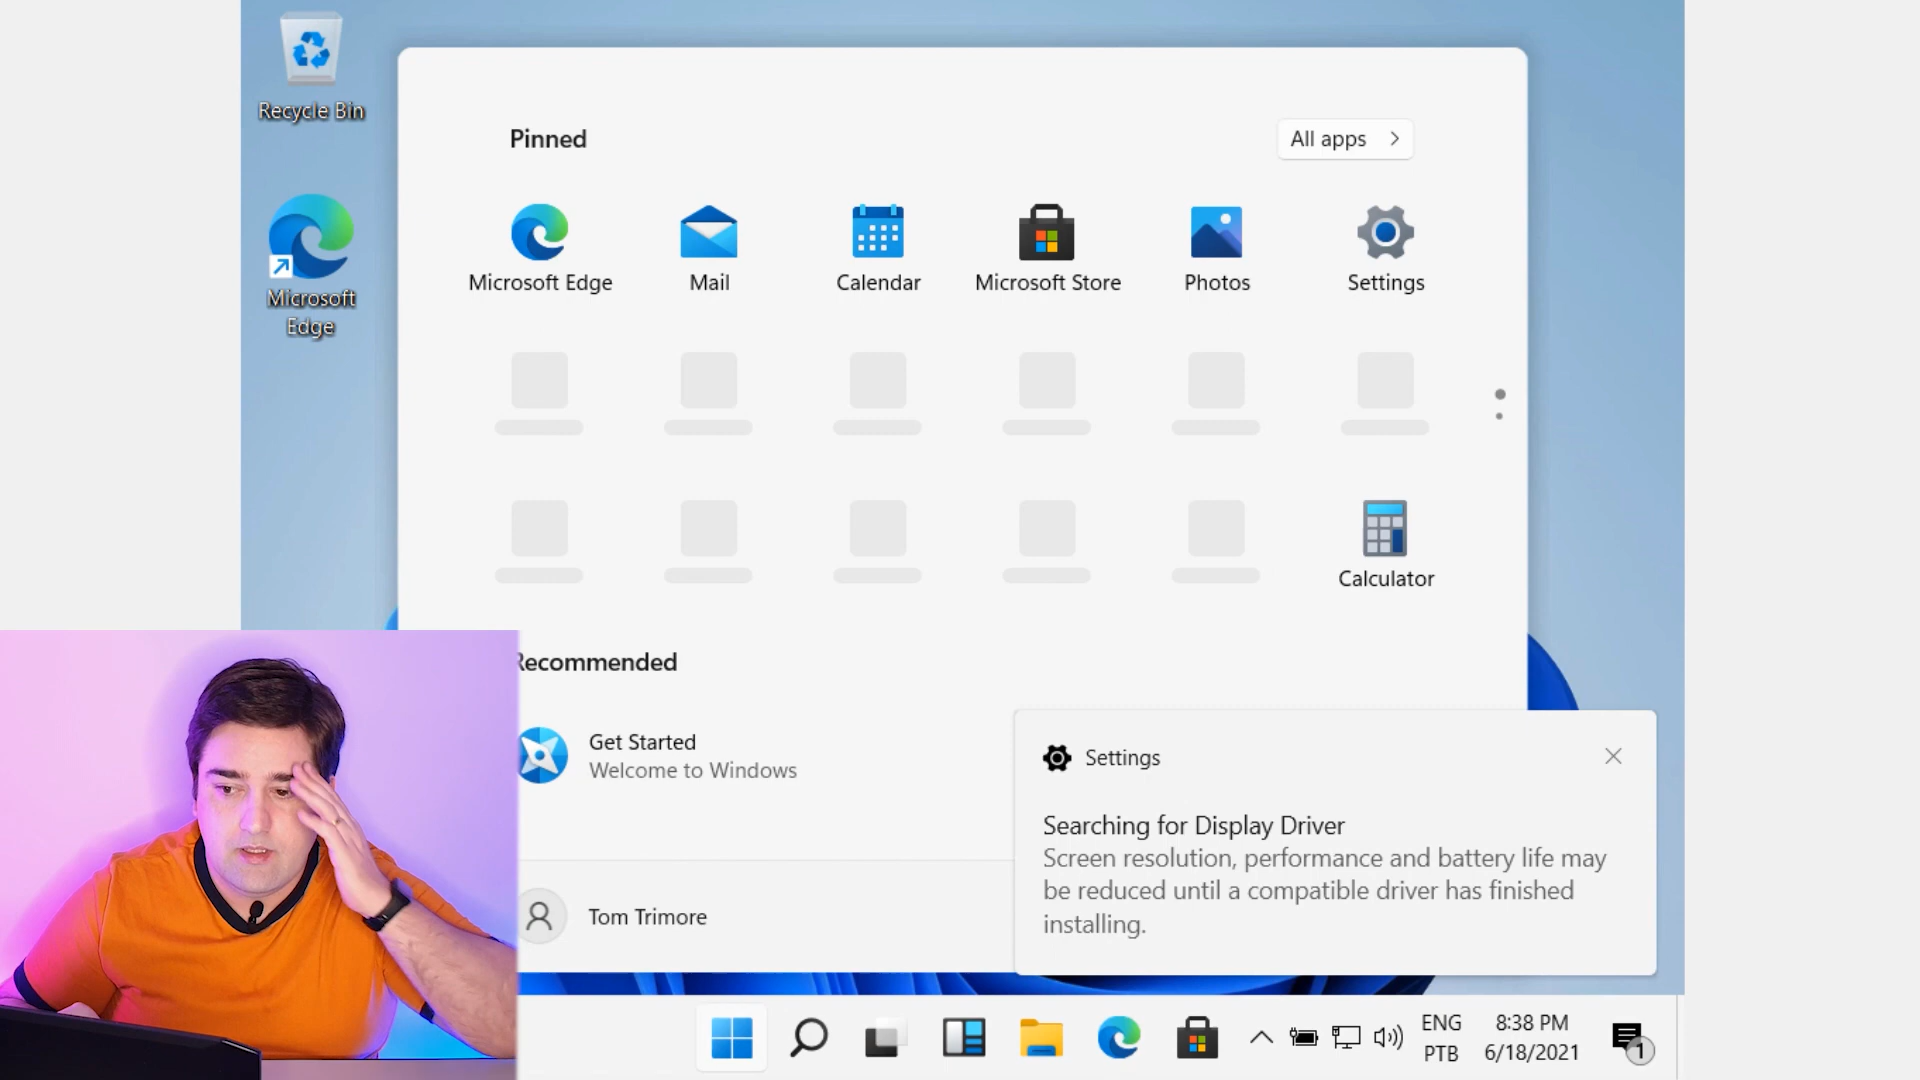 Recycle Bin
Microsoft
Edge
Pinned
All apps
Microsoft Edge
Mail
Calendar
Microsoft Store
Photos
Settings
Calculator
Recommended
Get Started
Welcome to Windows
Tom Trimore
Settings
Searching for Display Driver
Screen resolution, performance and battery life may
be reduced until a compatible driver has finished
installing.
ENG
PTB
8:38 PM
6/18/2021
1